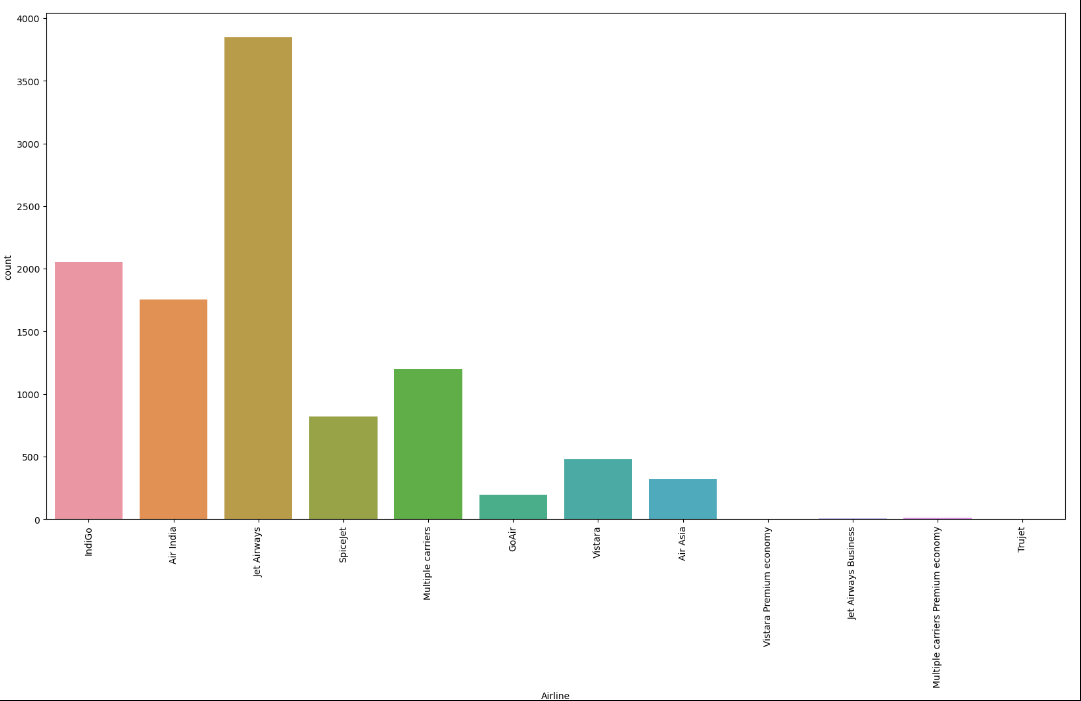 4000
3500
3000
2500
2000
1500
1000
500
0
count
IndiGo
Air India
Jet Airways
SpiceJet
Multiple carriers
GoAir
Vistara
Air Asia
Vistara Premium economy
Jet Airways Business
Multiple carriers Premium economy
Trujet
Airline